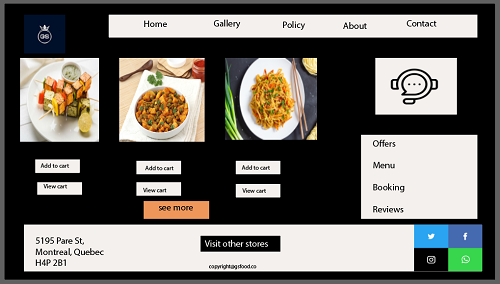 GS
Home Gallery Policy About Contact
Add to cart Add to cart Add to cart
View cart View cart View cart
see more
Offers
Menu
Booking
Reviews
5195 Pare St,
Montreal, Quebec
H4P 2B1
Visit other stores
copyright@gsfood.co